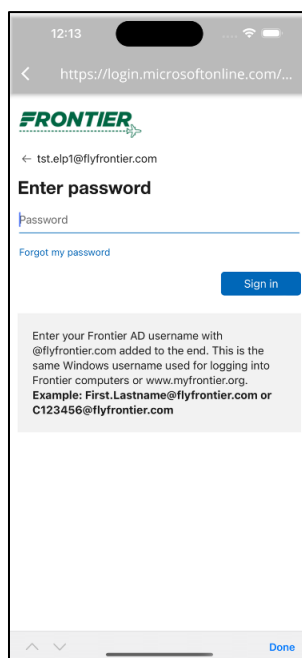 12:13
https://login.microsoftonline.com/...
FRONTIER
← tst.elp1@flyfrontier.com
Enter password
Password
Forgot my password
Sign in
Enter your Frontier AD username with
@flyfrontier.com added to the end. This is the
same Windows username used for logging into
Frontier computers or www.myfrontier.org.
Example: First.Lastname@flyfrontier.com or
C123456@flyfrontier.com
Done